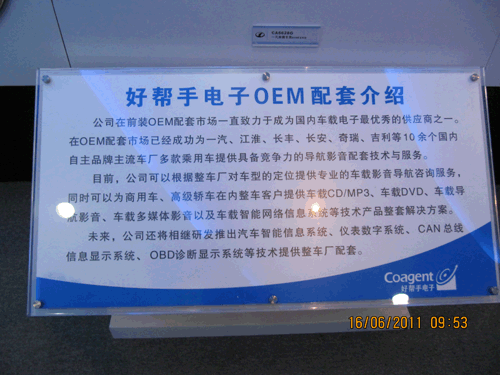 好帮手电子OEM配套介绍
公司在前装OEM配套市场一直致力于成为国内车载电子最优秀的供应商之一。
在OEM配套市场已经成功为一汽、江淮、长丰、长安、奇瑞、吉利等10余个国内
自主品牌主流车厂多款乘用车提供具备竞争力的导航影音配套技术与服务。
目前，公司可以根据整车厂对车型的定位提供专业的车载影音导航咨询服务，
同时可以为商用车、高级轿车在内整车客户提供车载CD/MP3、车载DVD、车载导
航影音、车载多媒体影音以及车载智能网络信息系统等技术产品整套解决方案。
未来，公司还将相继研发推出汽车智能信息系统、仪表数字系统、CAN总线
信息显示系统、OBD诊断显示系统等技术提供整车厂配套。
Coagent
好帮手电子
16/06/2011 09:53